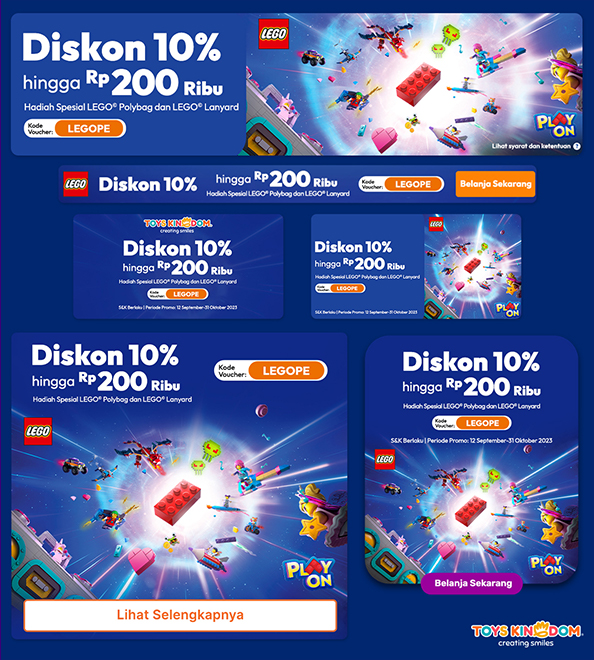 Diskon 10%
hingga Rp 200 Ribu
Hadiah Spesial LEGO® Polybag dan LEGO® Lanyard
Kode Voucher: LEGOPE
LEGO
PLAY ON
Lihat syarat dan ketentuan ?
LEGO
Diskon 10%
hingga Rp 200 Ribu
Hadiah Spesial LEGO® Polybag dan LEGO® Lanyard
Kode Voucher: LEGOPE
Belanja Sekarang
TOYS KINGDOM.
creating smiles
Diskon 10%
hingga Rp 200 Ribu
Hadiah Spesial LEGO® Polybag dan LEGO® Lanyard
Kode Voucher: LEGOPE
S&K Berlaku | Periode Promo: 12 September-31 Oktober 2023
Diskon 10%
hingga Rp 200 Ribu
Hadiah Spesial LEGO® Polybag dan LEGO® Lanyard
Kode Voucher: LEGOPE
S&K Berlaku | Periode Promo: 12 September-31 Oktober 2023
LEGO
PLAY ON
Diskon 10%
hingga Rp 200 Ribu
Hadiah Spesial LEGO® Polybag dan LEGO® Lanyard
Kode Voucher: LEGOPE
LEGO
PLAY ON
Lihat Selengkapnya
Diskon 10%
hingga Rp 200 Ribu
Hadiah Spesial LEGO® Polybag dan LEGO® Lanyard
Kode Voucher: LEGOPE
S&K Berlaku | Periode Promo: 12 September-31 Oktober 2023
LEGO
PLAY ON
Belanja Sekarang
TOYS KINGDOM.
creating smiles